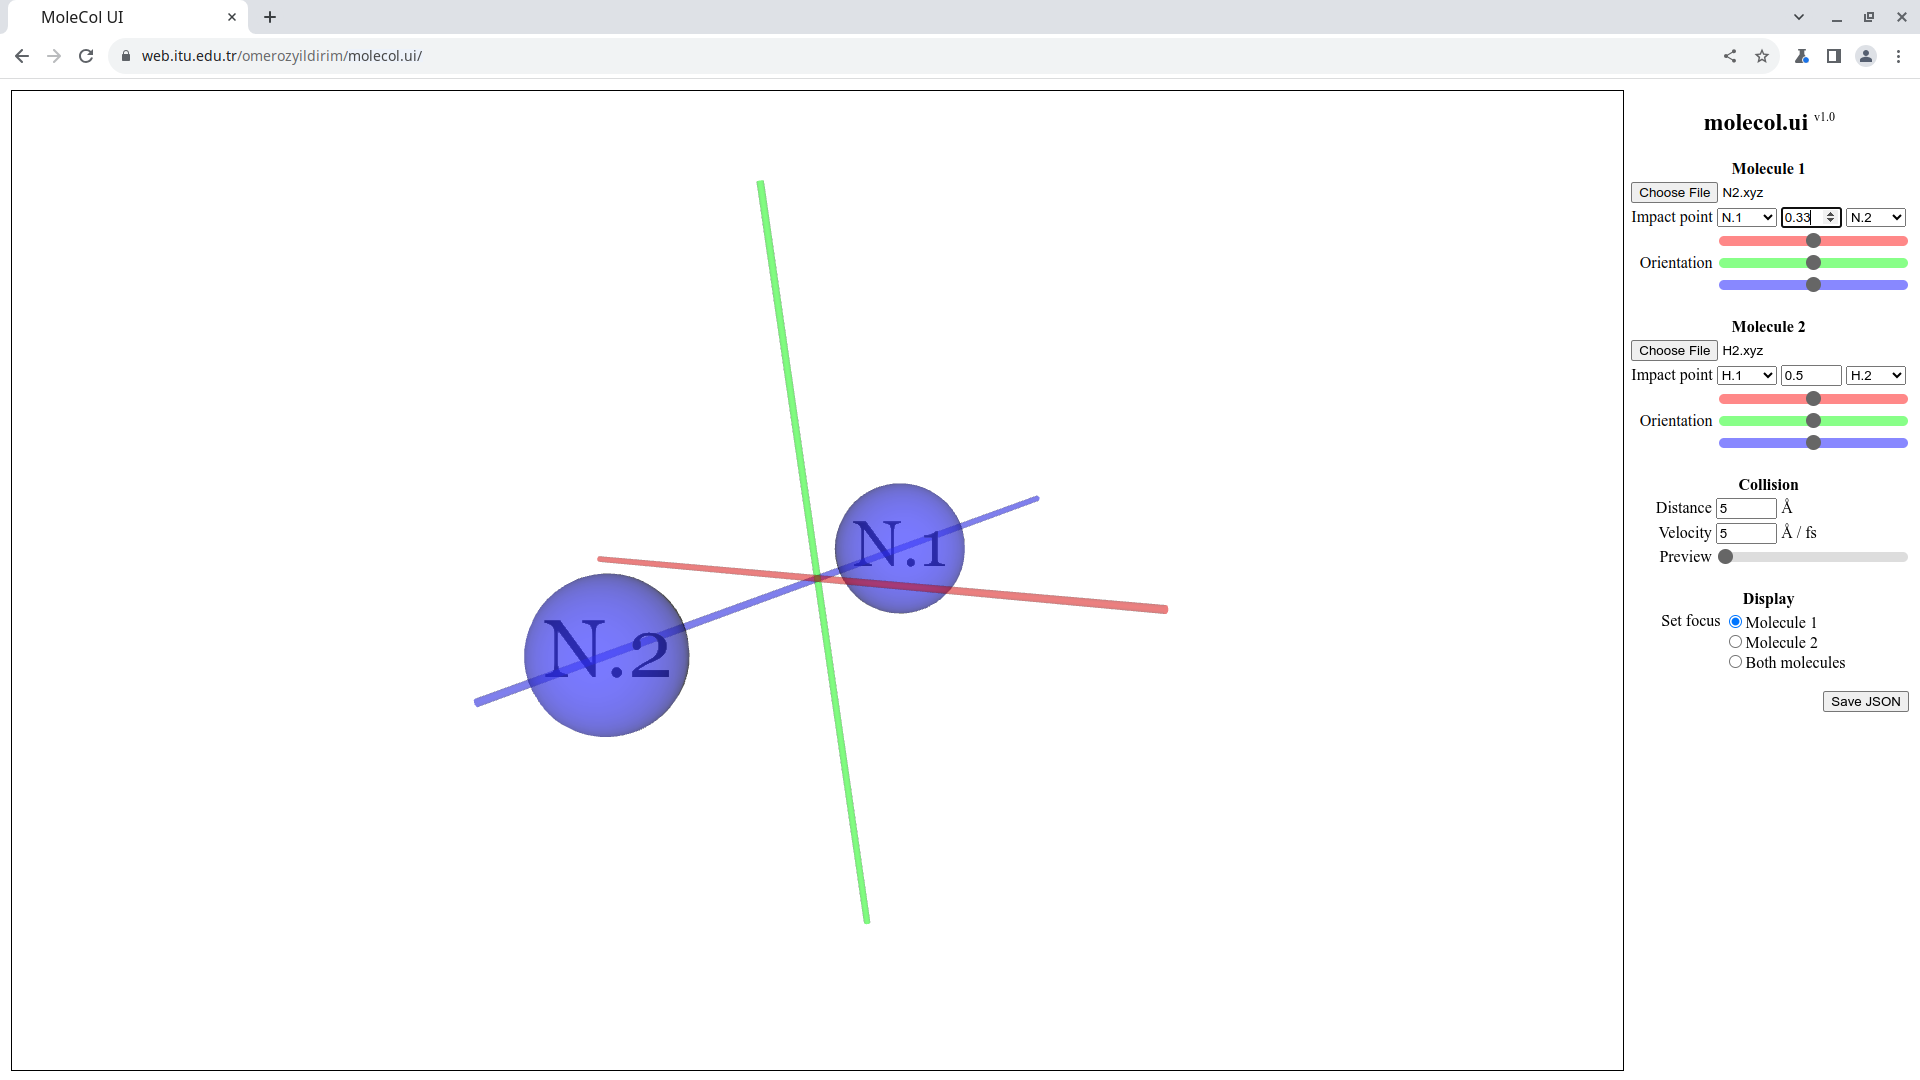 MoleCol UI
web.itu.edu.tr/omerozyildirim/molecol.ui/
N.1
N.2
molecol.ui v1.0
Molecule 1
Choose File N2.xyz
Impact point N.1 0.33 N.2
Orientation
Molecule 2
Choose File H2.xyz
Impact point H.1 0.5 H.2
Orientation
Collision
Distance 5 Å
Velocity 5 Å / fs
Preview
Display
Set focus Molecule 1
Molecule 2
Both molecules
Save JSON